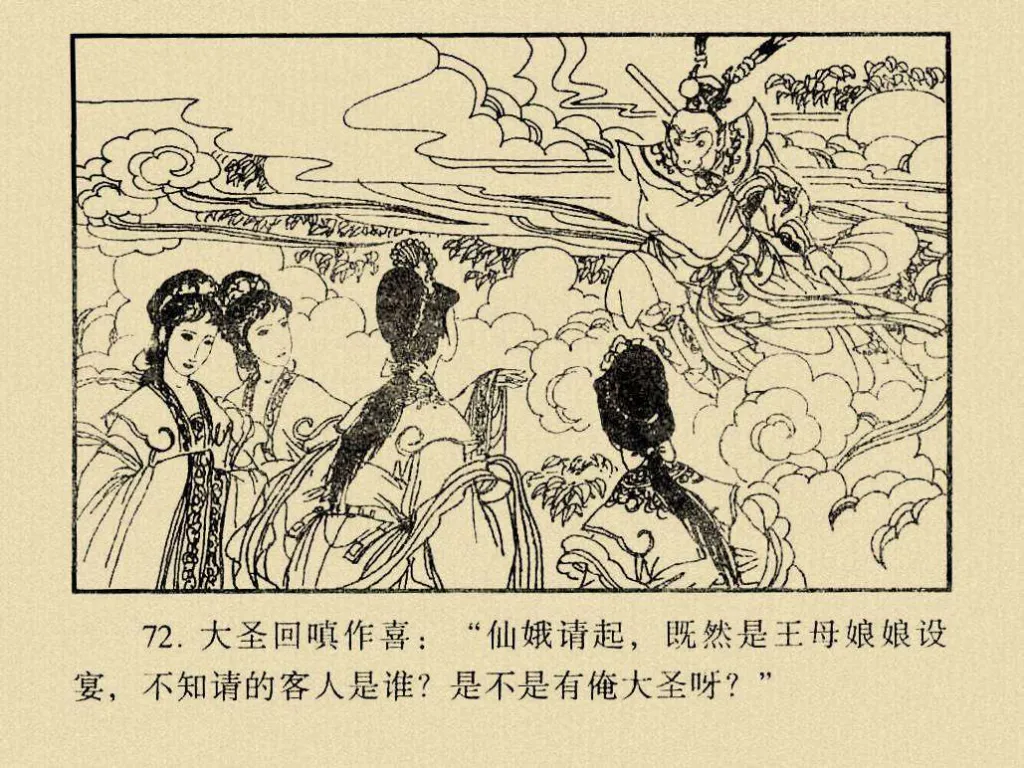 72. 大圣回嗔作喜：“仙娥请起，既然是王母娘娘设
宴，不知请的客人是谁？是不是有俺大圣呀？”